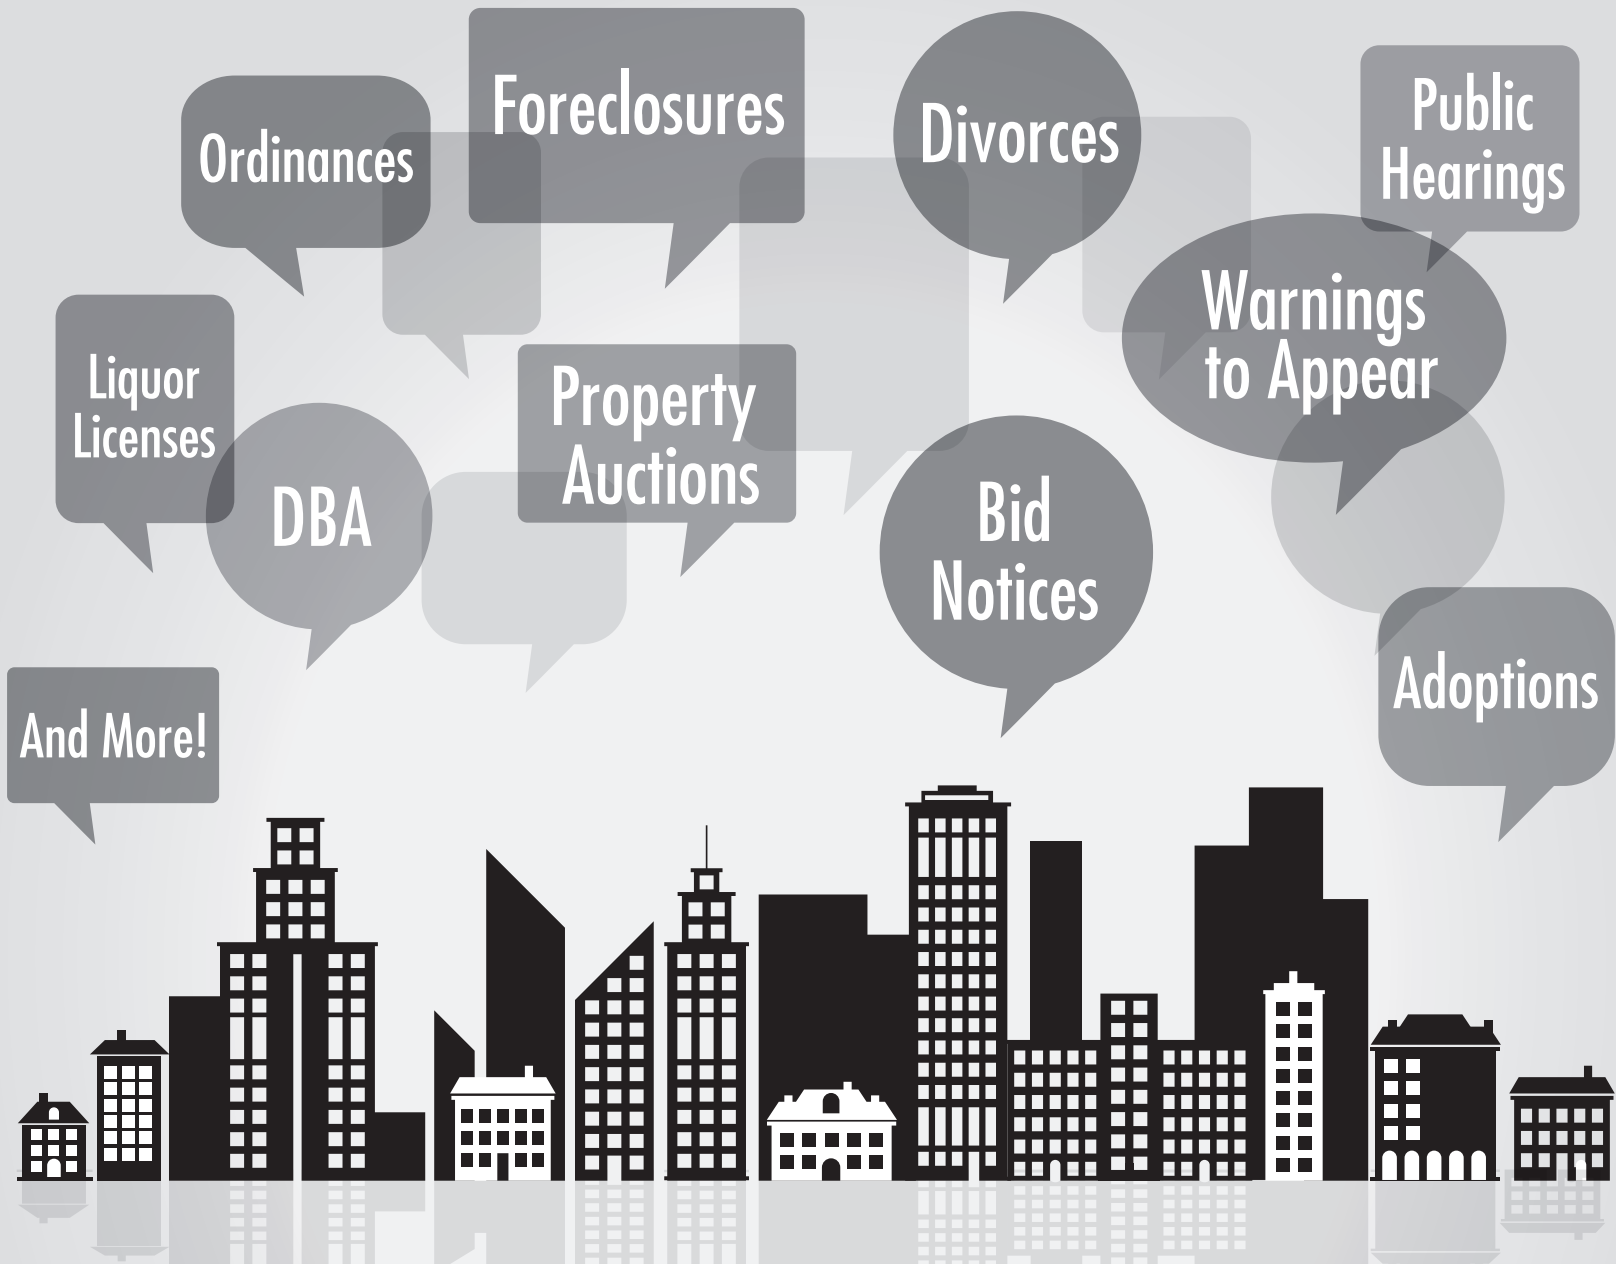 Ordinances
Foreclosures
Divorces
Public
Hearings
Warnings
to Appear
Liquor
Licenses
DBA
Property
Auctions
Bid
Notices
Adoptions
And More!